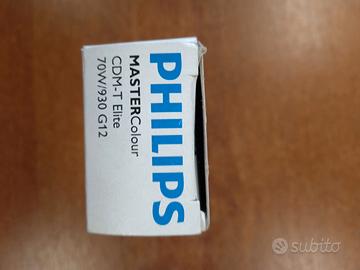 PHILIPS
MASTERColour
CDM-T Elite
70W/930 G12
subito